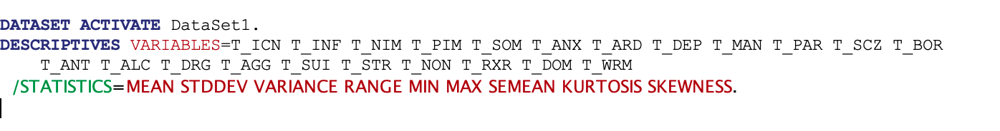 DATASET ACTIVATE DataSet1.
DESCRIPTIVES VARIABLES=T_ICN T_INF T_NIM T_PIM T_SOM T_ANX T_ARD T_DEP T_MAN T_PAR T_SCZ T_BOR
T_ANT T_ALC T_DRG T_AGG T_SUI T_STR T_NON T_RXR T_DOM T_WRM
/STATISTICS=MEAN STDDEV VARIANCE RANGE MIN MAX SEMEAN KURTOSIS SKEWNESS.